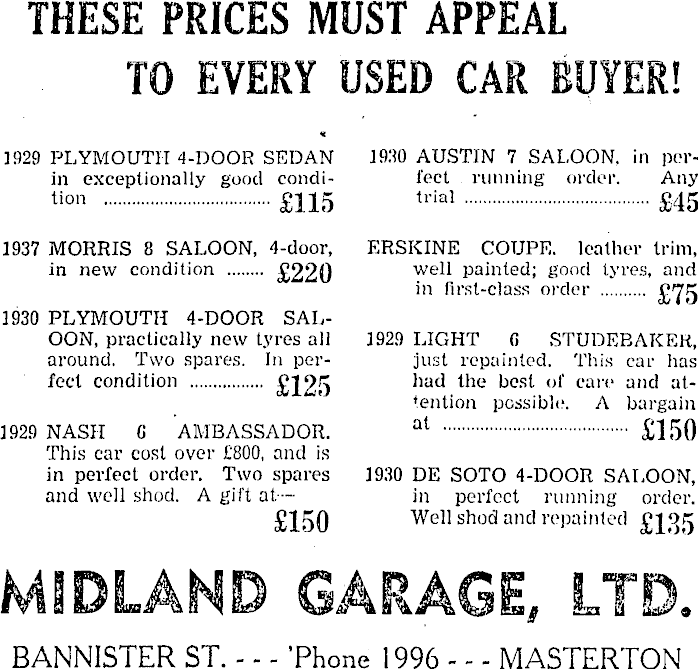 THESE PRICES MUST APPEAL
TO EVERY USED CAR BUYER!
1929 PLYMOUTH 4-DOOR SEDAN
in exceptionally good condi-
tion .................................... £115
1937 MORRIS 8 SALOON, 4-door,
in new condition ........ £220
1930 PLYMOUTH 4-DOOR SAL-
OON, practically new tyres all
around. Two spares. In per-
fect condition ................ £125
1929 NASH 6 AMBASSADOR.
This car cost over £800, and is
in perfect order. Two spares
and well shod. A gift at—
£150
1930 AUSTIN 7 SALOON, in per-
fect running order. Any
trial ........................................ £45
ERSKINE COUPE, leather trim,
well painted; good tyres, and
in first-class order .......... £75
1929 LIGHT 6 STUDEBAKER,
just repainted. This car has
had the best of care and at-
tention possible. A bargain
at ........................................ £150
1930 DE SOTO 4-DOOR SALOON,
in perfect running order.
Well shod and repainted £135
MIDLAND GARAGE, LTD.
BANNISTER ST. - - - 'Phone 1996 - - - MASTERTON